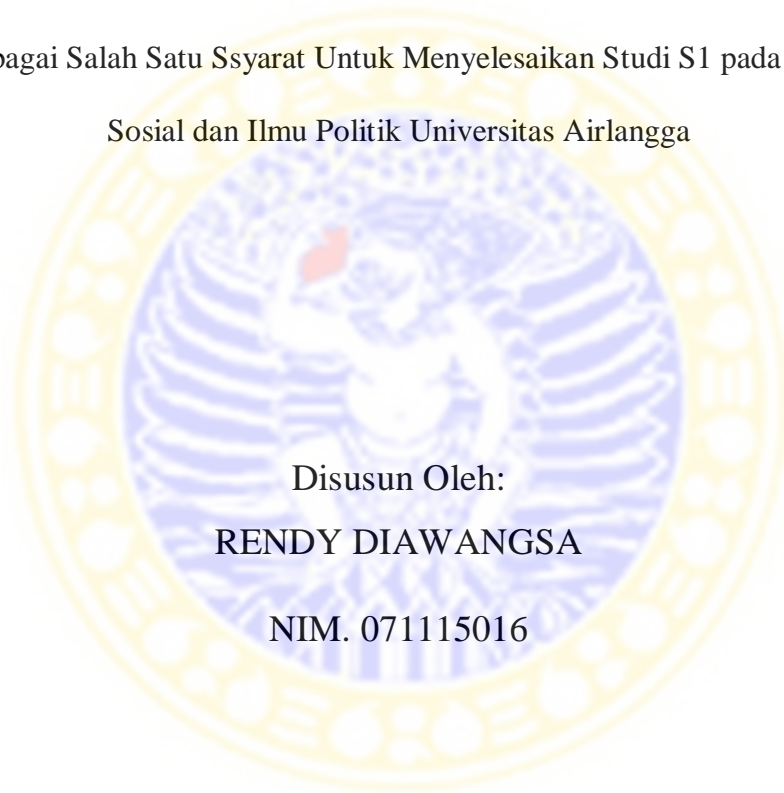 bagai Salah Satu Ssyarat Untuk Menyelesaikan Studi S1 pada
Sosial dan Ilmu Politik Universitas Airlangga
Disusun Oleh:
RENDY DIAWANGSA
NIM. 071115016